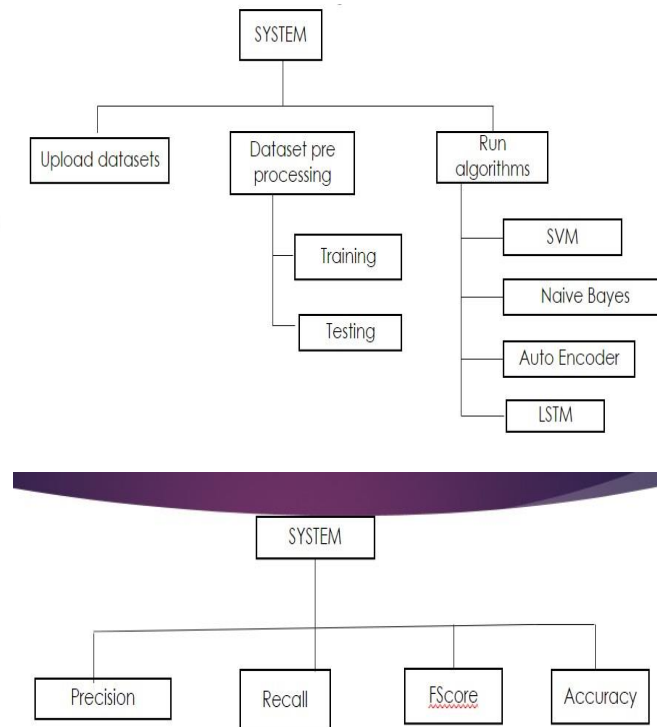 SYSTEM
Upload datasets
Dataset pre
processing
Run
algorithms
Training
Testing
SVM
Naive Bayes
Auto Encoder
LSTM
SYSTEM
Precision
Recall
FScore
Accuracy